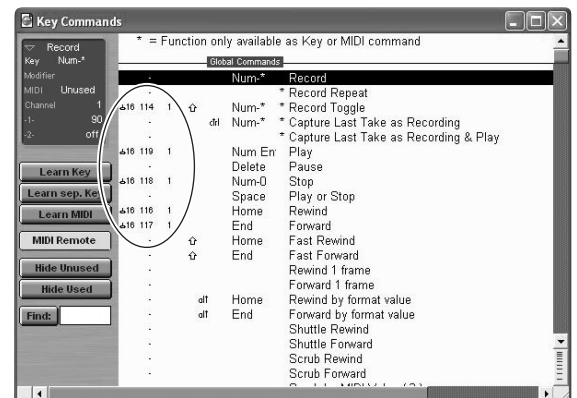 Key Commands
* = Function only available as Key or MIDI command
Global Commands
Record
Key Num-*
Modifier
MIDI Unused
Channel 1
-1- 90
-2- off
Learn Key
Learn sep. Key
Learn MIDI
MIDI Remote
Hide Unused
Hide Used
Find:
- Num-* Record
- * Record Repeat
16 114 1 ⇧ Num-* * Record Toggle
- ctrl Num-* * Capture Last Take as Recording
- * Capture Last Take as Recording & Play
16 119 1 Num En Play
- Delete Pause
16 118 1 Num-0 Stop
- Space Play or Stop
16 116 1 Home Rewind
16 117 1 End Forward
- ⇧ Home Fast Rewind
- ⇧ End Fast Forward
- Rewind 1 frame
- Forward 1 frame
- alt Home Rewind by format value
- alt End Forward by format value
- Shuttle Rewind
- Shuttle Forward
- Scrub Rewind
- Scrub Forward